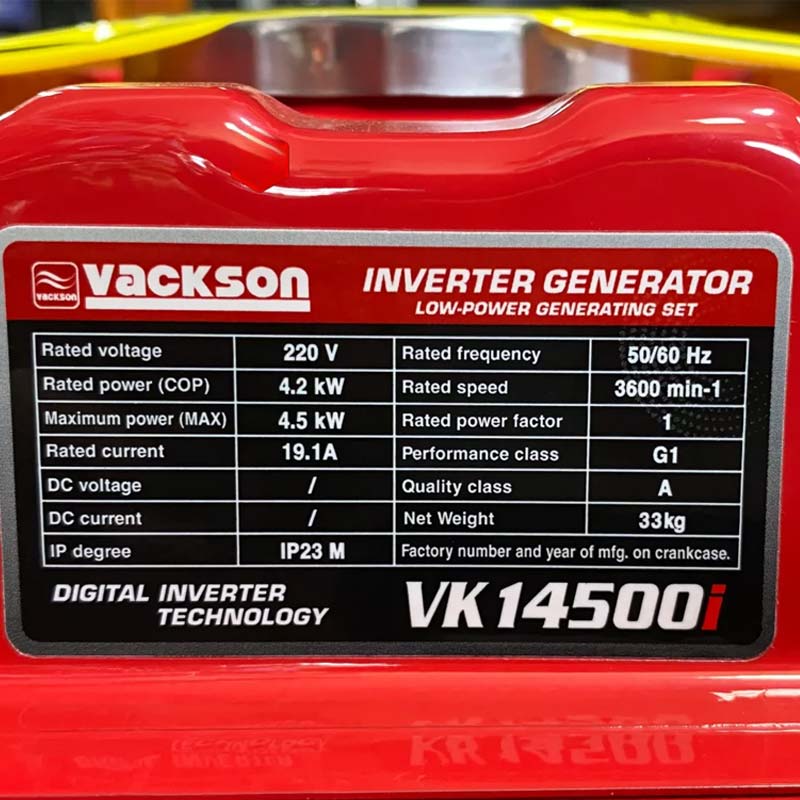 VACKSON
vackson
INVERTER GENERATOR
LOW-POWER GENERATING SET
Rated voltage 220 V Rated frequency 50/60 Hz
Rated power (COP) 4.2 kW Rated speed 3600 min-1
Maximum power (MAX) 4.5 kW Rated power factor 1
Rated current 19.1A Performance class G1
DC voltage / Quality class A
DC current / Net Weight 33kg
IP degree IP23 M Factory number and year of mfg. on crankcase.
DIGITAL INVERTER
TECHNOLOGY
VK14500i